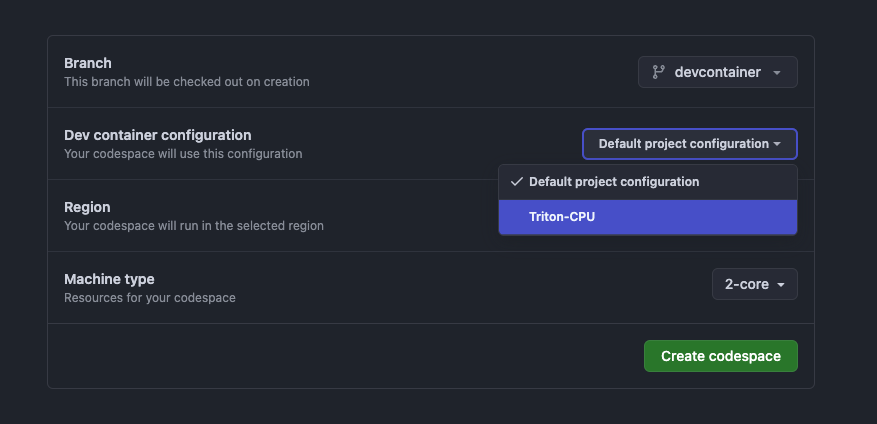 Branch
This branch will be checked out on creation
devcontainer
Dev container configuration
Your codespace will use this configuration
Default project configuration
Default project configuration
Triton-CPU
Region
Your codespace will run in the selected region
Machine type
Resources for your codespace
2-core
Create codespace